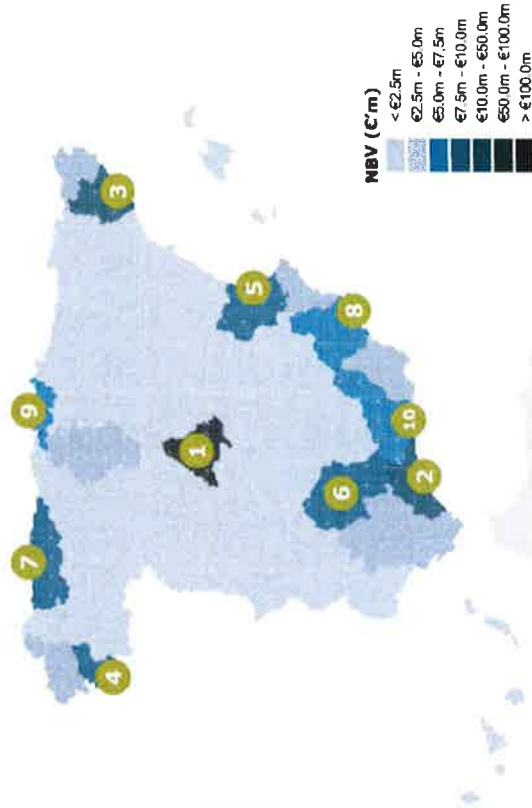 7
9
4
3
1
5
6
8
10
2
NBV (€'m)
< €2.5m
€2.5m - €5.0m
€5.0m - €7.5m
€7.5m - €10.0m
€10.0m - €50.0m
€50.0m - €100.0m
> €100.0m